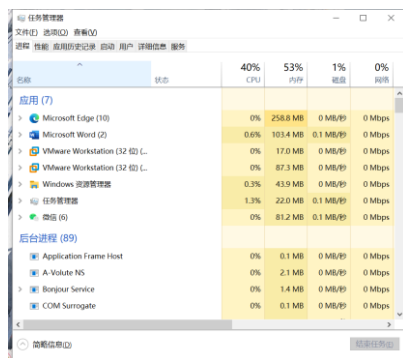 任务管理器
文件(F) 选项(O) 查看(V)
进程 性能 应用历史记录 启动 用户 详细信息 服务
40% 53% 1% 0%
名称 状态 CPU 内存 磁盘 网络
应用 (7)
Microsoft Edge (10) 0% 258.8 MB 0 MB/秒 0 Mbps
Microsoft Word (2) 0.6% 103.4 MB 0.1 MB/秒 0 Mbps
VMware Workstation (32 位) (... 0% 17.0 MB 0 MB/秒 0 Mbps
VMware Workstation (32 位) (... 0% 87.3 MB 0 MB/秒 0 Mbps
Windows 资源管理器 0.3% 43.9 MB 0 MB/秒 0 Mbps
任务管理器 1.3% 22.0 MB 0.1 MB/秒 0 Mbps
微信 (6) 0% 81.2 MB 0.1 MB/秒 0 Mbps
后台进程 (89)
Application Frame Host 0% 0.1 MB 0 MB/秒 0 Mbps
A-Volute NS 0% 2.1 MB 0 MB/秒 0 Mbps
Bonjour Service 0% 1.4 MB 0 MB/秒 0 Mbps
COM Surrogate 0% 0.1 MB 0 MB/秒 0 Mbps
简略信息(D) 结束任务(E)